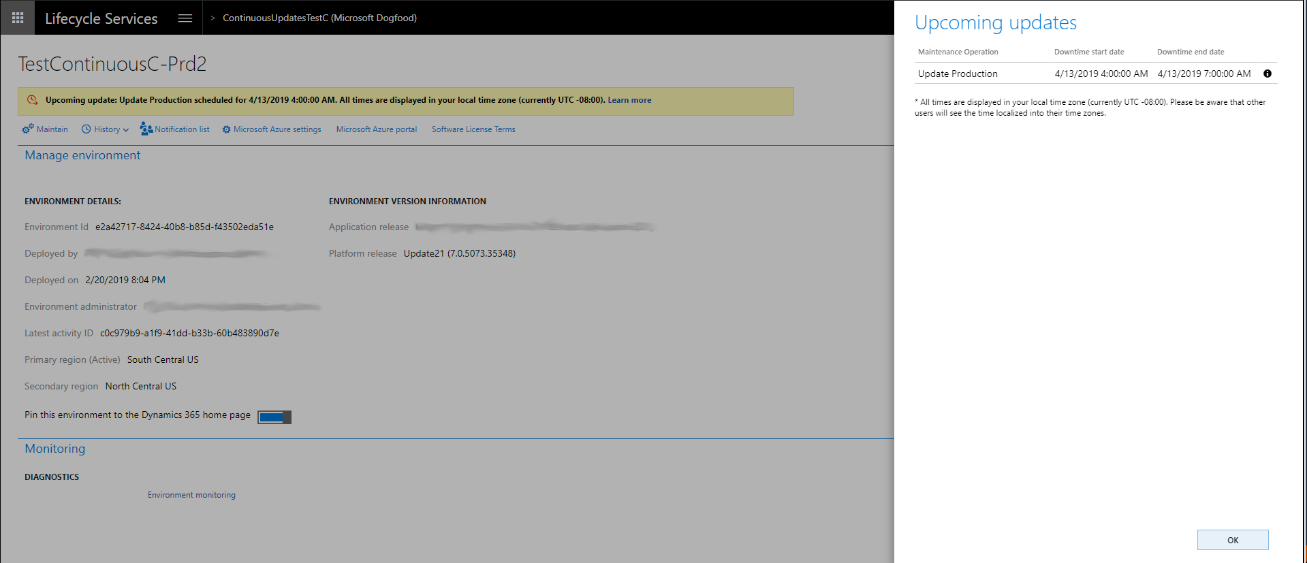 Lifecycle Services
> ContinuousUpdatesTestC (Microsoft Dogfood)
TestContinuousC-Prd2
Upcoming update: Update Production scheduled for 4/13/2019 4:00:00 AM. All times are displayed in your local time zone (currently UTC -08:00). Learn more
Maintain History Notification list Microsoft Azure settings Microsoft Azure portal Software License Terms
Manage environment
ENVIRONMENT DETAILS:
Environment Id e2a42717-8424-40b8-b85d-f43502eda51e
Deployed by
Deployed on 2/20/2019 8:04 PM
Environment administrator
Latest activity ID c0c979b9-a1f9-41dd-b33b-60b483890d7e
Primary region (Active) South Central US
Secondary region North Central US
Pin this environment to the Dynamics 365 home page
ENVIRONMENT VERSION INFORMATION
Application release
Platform release Update21 (7.0.5073.35348)
Monitoring
DIAGNOSTICS
Environment monitoring
Upcoming updates
Maintenance Operation Downtime start date Downtime end date
Update Production 4/13/2019 4:00:00 AM 4/13/2019 7:00:00 AM
* All times are displayed in your local time zone (currently UTC -08:00). Please be aware that other
users will see the time localized into their time zones.
OK